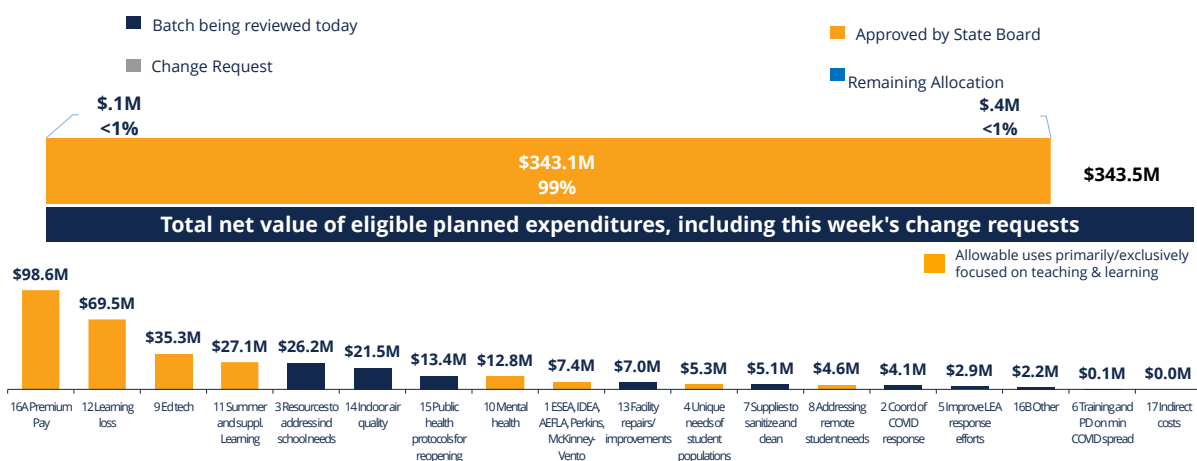 Batch being reviewed today
Approved by State Board
Change Request
Remaining Allocation
$.1M
<1%
$.4M
<1%
$343.1M
99%
$343.5M
Total net value of eligible planned expenditures, including this week's change requests
Allowable uses primarily/exclusively
focused on teaching & learning
$98.6M
$69.5M
$35.3M
$27.1M
$26.2M
$21.5M
$13.4M
$12.8M
$7.4M
$7.0M
$5.3M
$5.1M
$4.6M
$4.1M
$2.9M
$2.2M
$0.1M
$0.0M
16A Premium
Pay
12 Learning
loss
9 Ed tech
11 Summer
and suppl.
Learning
3 Resources to
address ind
school needs
14 Indoor air
quality
15 Public
health
protocols for
reopening
10 Mental
health
1 ESEA, IDEA,
AEFLA, Perkins,
McKinney-
Vento
13 Facility
repairs/
improvements
4 Unique
needs of
student
populations
7 Supplies to
sanitize and
clean
8 Addressing
remote
student needs
2 Coord of
COVID
response
5 Improve LEA
response
efforts
16B Other
6 Training and
PD on min
COVID spread
17 Indirect
costs